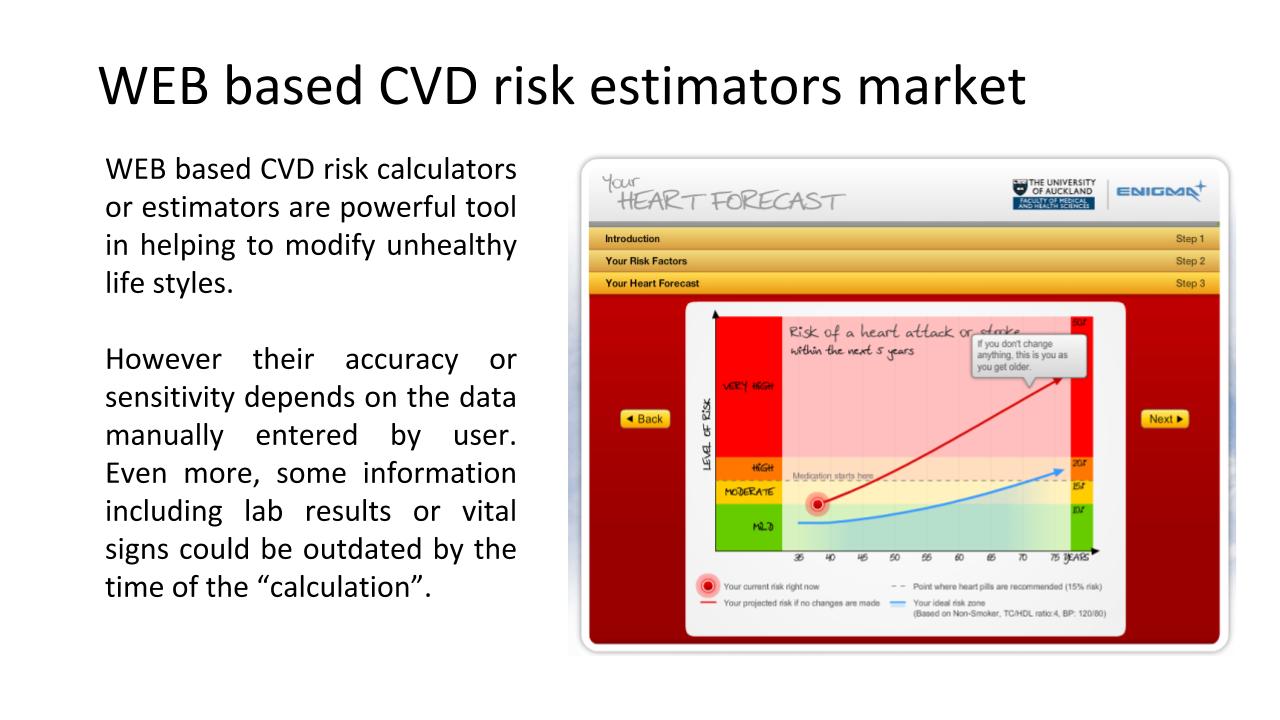 WEB based CVD risk estimators market
WEB based CVD risk calculators
or estimators are powerful tool
in helping to modify unhealthy
life styles.
However their accuracy or
sensitivity depends on the data
manually entered by user.
Even more, some information
including lab results or vital
signs could be outdated by the
time of the “calculation”.
Your
HEART FORECAST
THE UNIVERSITY
OF AUCKLAND
FACULTY OF MEDICAL
AND HEALTH SCIENCES
ENIGMA
Introduction Step 1
Your Risk Factors Step 2
Your Heart Forecast Step 3
Risk of a heart attack or stroke
within the next 5 years
If you don't change
anything, this is you as
you get older.
VERY HIGH
LEVEL OF RISK
Back
Next
HIGH 20%
Medication starts here
MODERATE 15%
MILD 10%
35 40 45 50 55 60 65 70 75 YEARS
Your current risk right now
Point where heart pills are recommended (15% risk)
Your projected risk if no changes are made
Your ideal risk zone
(Based on Non-Smoker, TC/HDL ratio:4, BP: 120/80)